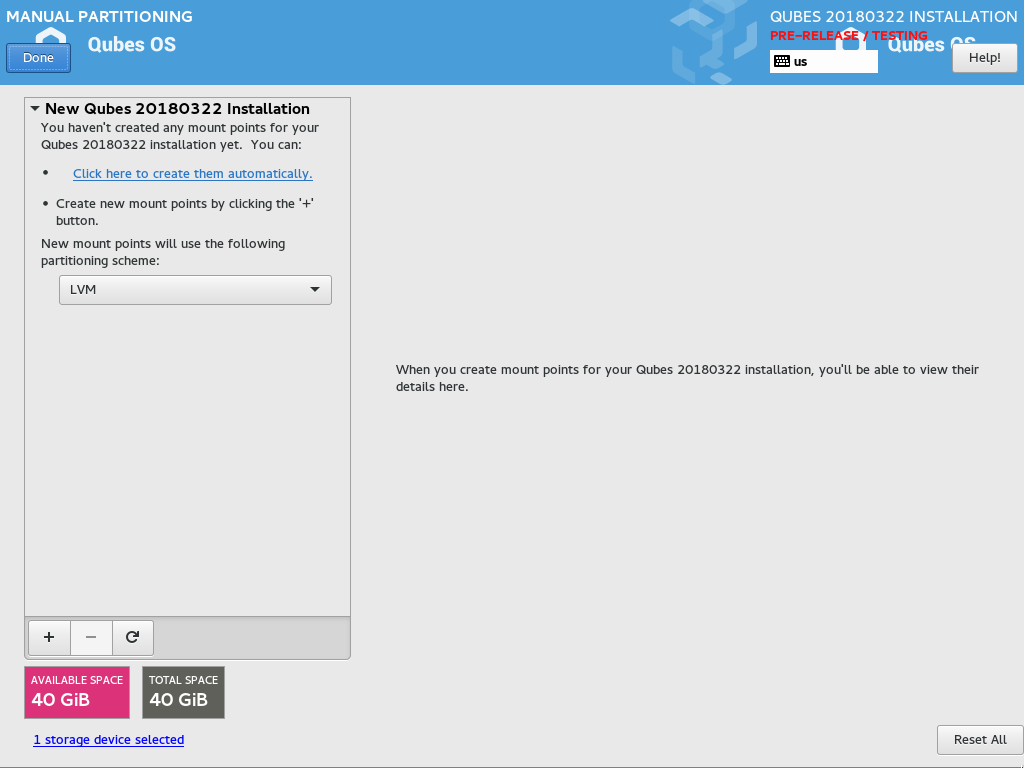 MANUAL PARTITIONING
Qubes OS
Done
QUBES 20180322 INSTALLATION
PRE-RELEASE / TESTING
Qubes OS
us
Help!
New Qubes 20180322 Installation
You haven't created any mount points for your
Qubes 20180322 installation yet.  You can:
• Click here to create them automatically.
• Create new mount points by clicking the '+'
button.
New mount points will use the following
partitioning scheme:
LVM
When you create mount points for your Qubes 20180322 installation, you'll be able to view their
details here.
+ −
AVAILABLE SPACE
40 GiB
TOTAL SPACE
40 GiB
1 storage device selected
Reset All